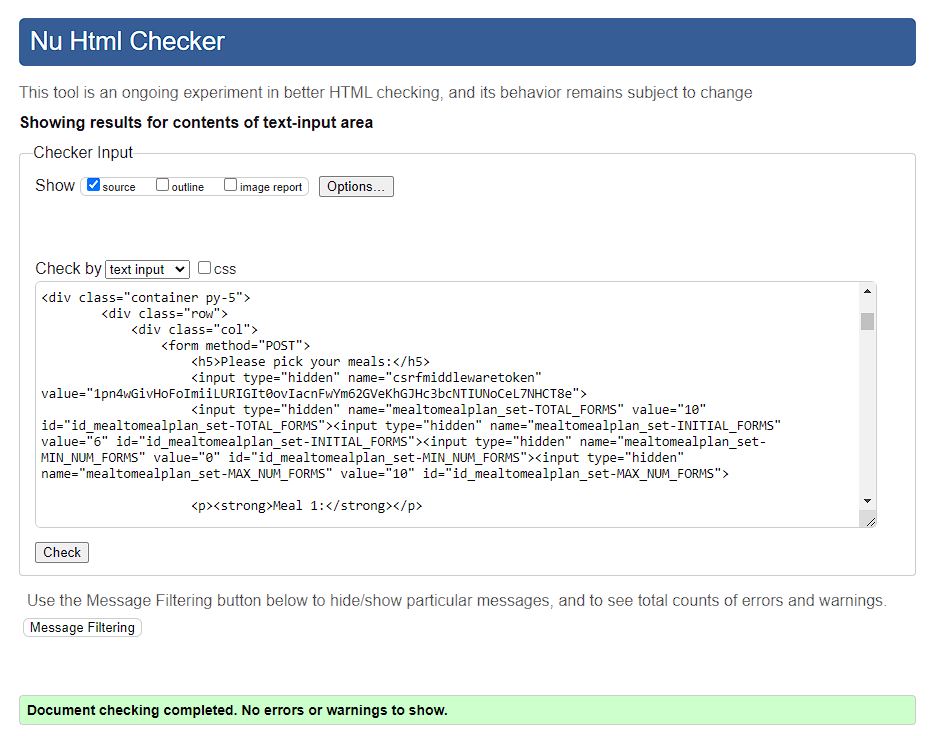 Nu Html Checker
This tool is an ongoing experiment in better HTML checking, and its behavior remains subject to change
Showing results for contents of text-input area
Checker Input
Show source outline image report Options...
Check by text input css
<div class="container py-5">
<div class="row">
<div class="col">
<form method="POST">
<h5>Please pick your meals:</h5>
<input type="hidden" name="csrfmiddlewaretoken"
value="1pn4wGivHoFoImiiLURIGIt0ovIacnFwYm62GVeKhGJHc3bcNTIUNoCeL7NHCT8e">
<input type="hidden" name="mealtomealplan_set-TOTAL_FORMS" value="10"
id="id_mealtomealplan_set-TOTAL_FORMS"><input type="hidden" name="mealtomealplan_set-INITIAL_FORMS"
value="6" id="id_mealtomealplan_set-INITIAL_FORMS"><input type="hidden" name="mealtomealplan_set-
MIN_NUM_FORMS" value="0" id="id_mealtomealplan_set-MIN_NUM_FORMS"><input type="hidden"
name="mealtomealplan_set-MAX_NUM_FORMS" value="10" id="id_mealtomealplan_set-MAX_NUM_FORMS">
<p><strong>Meal 1:</strong></p>
Check
Use the Message Filtering button below to hide/show particular messages, and to see total counts of errors and warnings.
Message Filtering
Document checking completed. No errors or warnings to show.